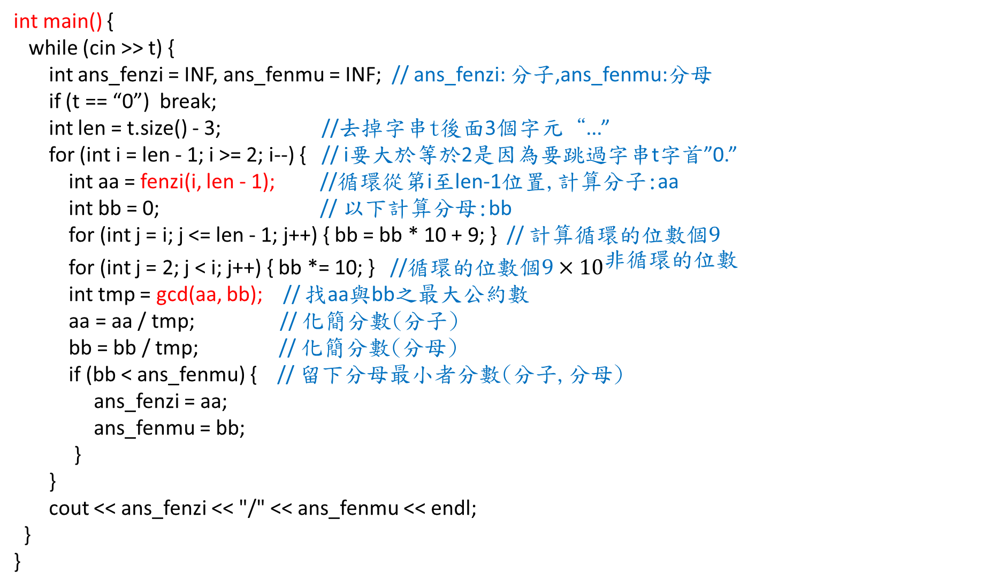 int main() {
while (cin >> t) {
int ans_fenzi = INF, ans_fenmu = INF; // ans_fenzi: 分子,ans_fenmu:分母
if (t == “0”) break;
int len = t.size() - 3; //去掉字串t後面3個字元“...”
for (int i = len - 1; i >= 2; i--) { // i要大於等於2是因為要跳過字串t字首”0.”
int aa = fenzi(i, len - 1); //循環從第i至len-1位置, 計算分子:aa
int bb = 0; // 以下計算分母:bb
for (int j = i; j <= len - 1; j++) { bb = bb * 10 + 9; } // 計算循環的位數個9
for (int j = 2; j < i; j++) { bb *= 10; } //循環的位數個9 × 10非循環的位數
int tmp = gcd(aa, bb); // 找aa與bb之最大公約數
aa = aa / tmp; // 化簡分數(分子)
bb = bb / tmp; // 化簡分數(分母)
if (bb < ans_fenmu) { // 留下分母最小者分數(分子, 分母)
ans_fenzi = aa;
ans_fenmu = bb;
}
}
cout << ans_fenzi << "/" << ans_fenmu << endl;
}
}